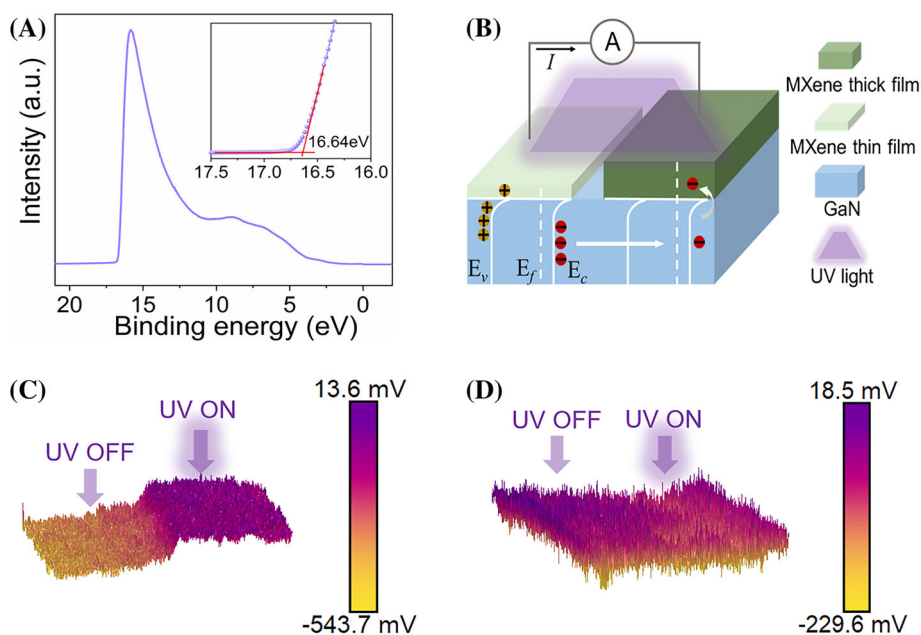 (A)
Intensity (a.u.)
16.64eV
17.5 17.0 16.5 16.0
20 15 10 5 0
Binding energy (eV)
(B)
A
I
Ev Ef Ec
MXene thick film
MXene thin film
GaN
UV light
(C)
UV OFF
UV ON
13.6 mV
-543.7 mV
(D)
UV OFF
UV ON
18.5 mV
-229.6 mV